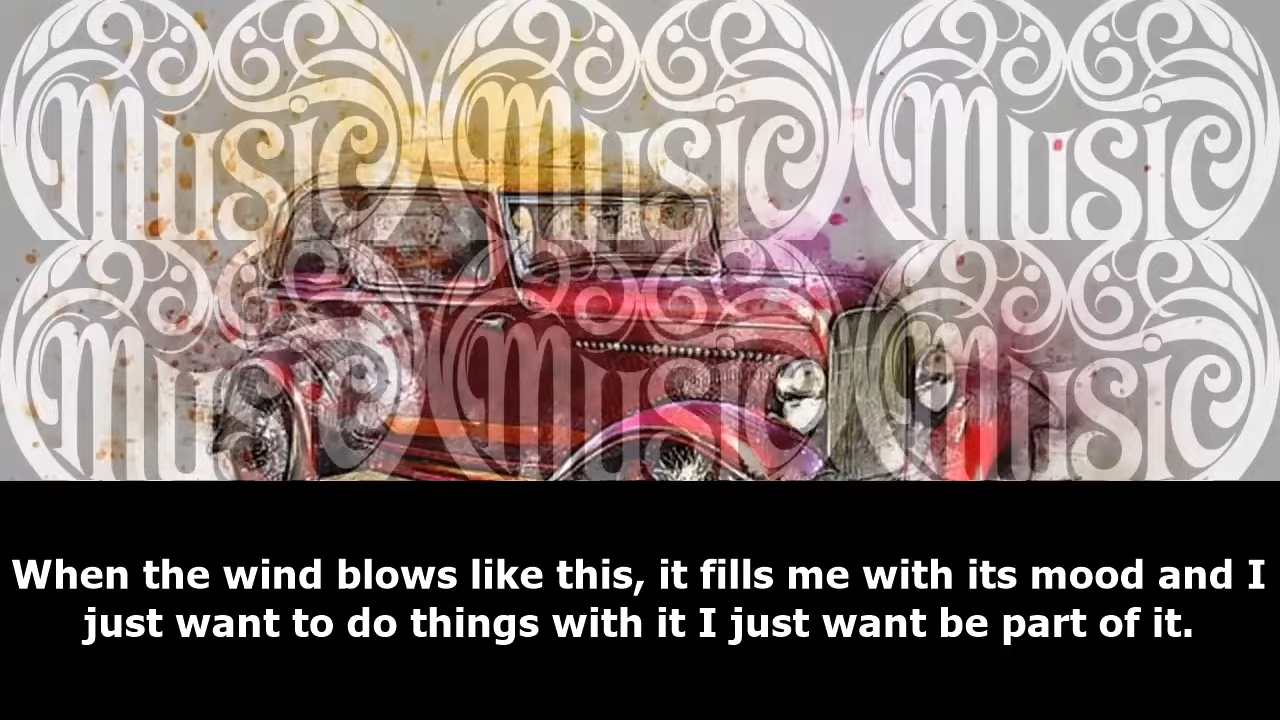 Music Music Music
Music Music Music
When the wind blows like this, it fills me with its mood and I
just want to do things with it I just want be part of it.